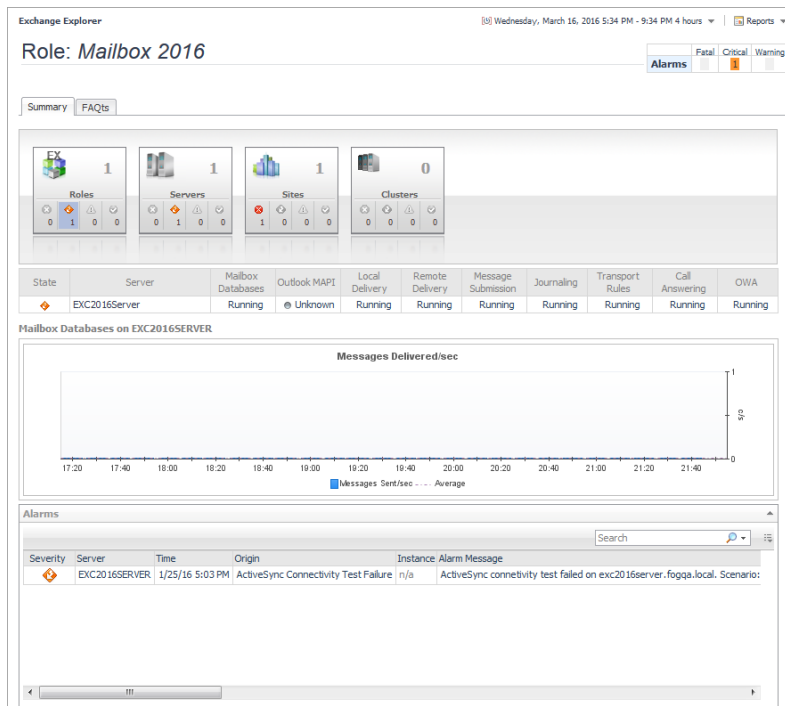 Exchange Explorer
Wednesday, March 16, 2016 5:34 PM - 9:34 PM 4 hours
Reports
Role: Mailbox 2016
Fatal Critical Warning
Alarms 1
Summary FAQts
EX 1 1 1 0
Roles Servers Sites Clusters
0 1 0 0 0 1 0 0 1 0 0 0 0 0 0 0
State Server Mailbox Databases Outlook MAPI Local Delivery Remote Delivery Message Submission Journaling Transport Rules Call Answering OWA
EXC2016Server Running Unknown Running Running Running Running Running Running Running
Mailbox Databases on EXC2016SERVER
Messages Delivered/sec
1
c/s
0
17:20 17:40 18:00 18:20 18:40 19:00 19:20 19:40 20:00 20:20 20:40 21:00 21:20 21:40
Messages Sent/sec Average
Alarms
Search
Severity Server Time Origin Instance Alarm Message
EXC2016SERVER 1/25/16 5:03 PM ActiveSync Connectivity Test Failure n/a ActiveSync connetivity test failed on exc2016server.fogqa.local. Scenario: